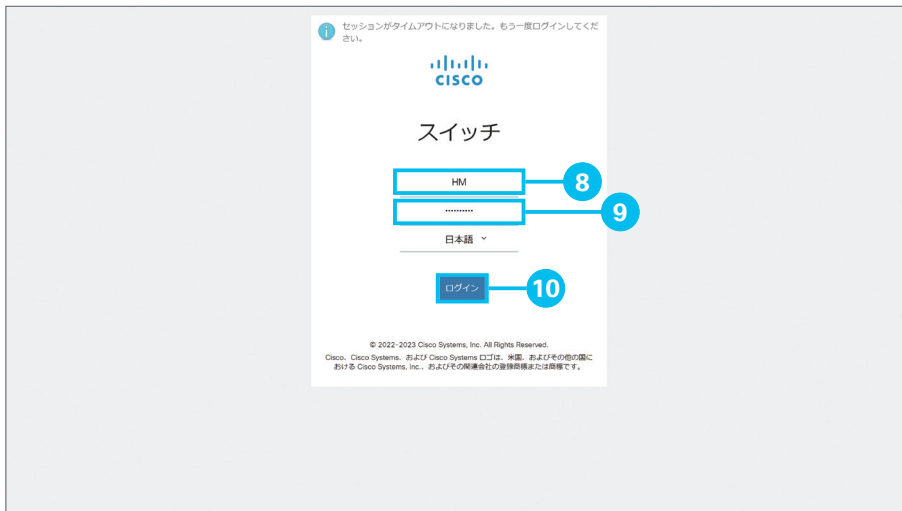 セッションがタイムアウトになりました。もう一度ログインしてくだ
さい。
CISCO
スイッチ
HM
8
••••••••••
9
日本語
ログイン
10
© 2022-2023 Cisco Systems, Inc. All Rights Reserved.
Cisco、Cisco Systems、および Cisco Systems ロゴは、米国、およびその他の国に
おける Cisco Systems, Inc.、およびその関連会社の登録商標または商標です。